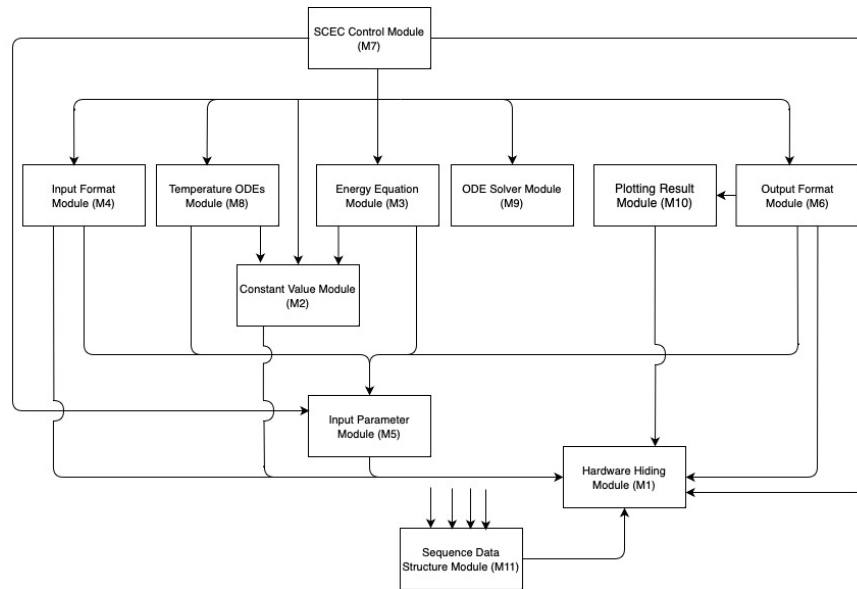 SCEC Control Module
(M7)
Input Format
Module (M4)
Temperature ODEs
Module (M8)
Energy Equation
Module (M3)
ODE Solver Module
(M9)
Plotting Result
Module (M10)
Output Format
Module (M6)
Constant Value Module
(M2)
Input Parameter
Module (M5)
Hardware Hiding
Module (M1)
Sequence Data
Structure Module (M11)